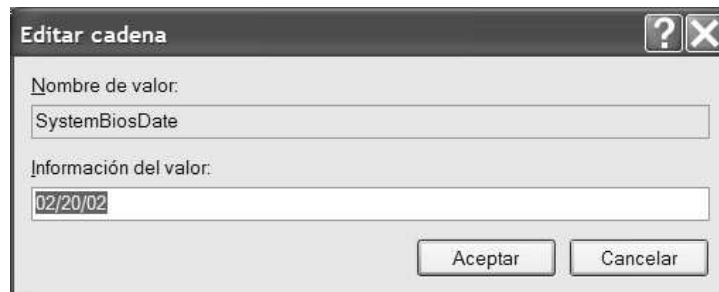 Editar cadena
Nombre de valor:
SystemBiosDate
Información del valor:
02/20/02
Aceptar Cancelar